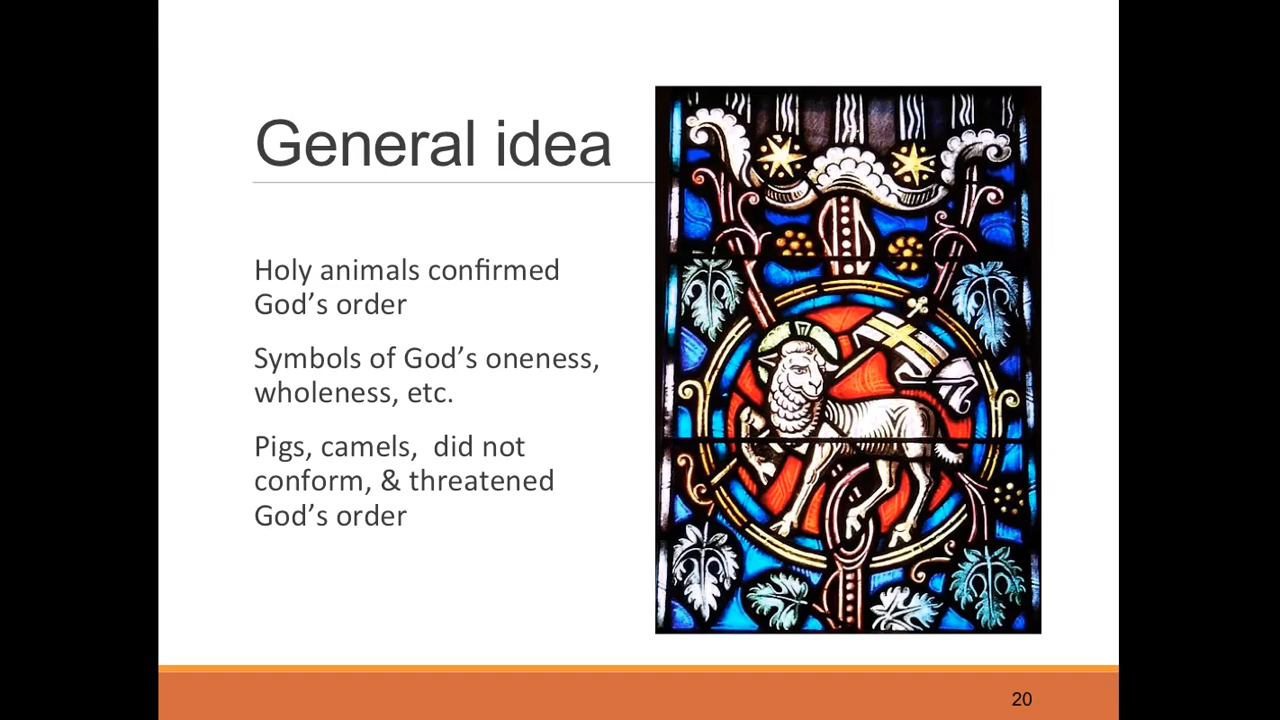 General idea
Holy animals confirmed
God’s order
Symbols of God’s oneness,
wholeness, etc.
Pigs, camels,  did not
conform, & threatened
God’s order
20